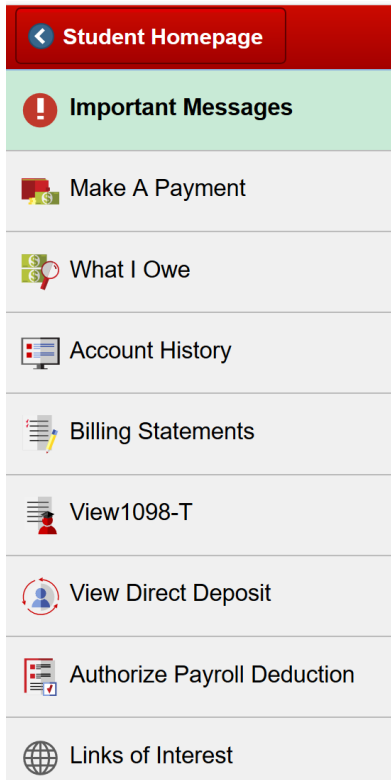 Student Homepage
Important Messages
Make A Payment
What I Owe
Account History
Billing Statements
View1098-T
View Direct Deposit
Authorize Payroll Deduction
Links of Interest